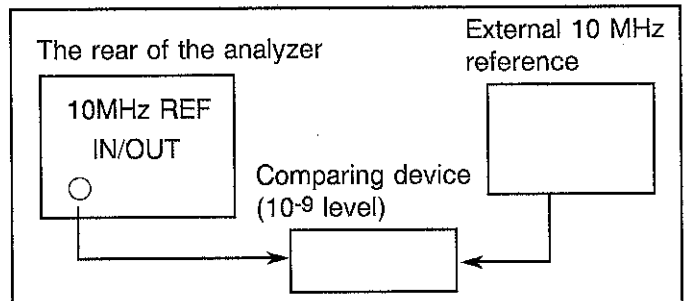 The rear of the analyzer
10MHz REF
IN/OUT
External 10 MHz
reference
Comparing device
(10-9 level)